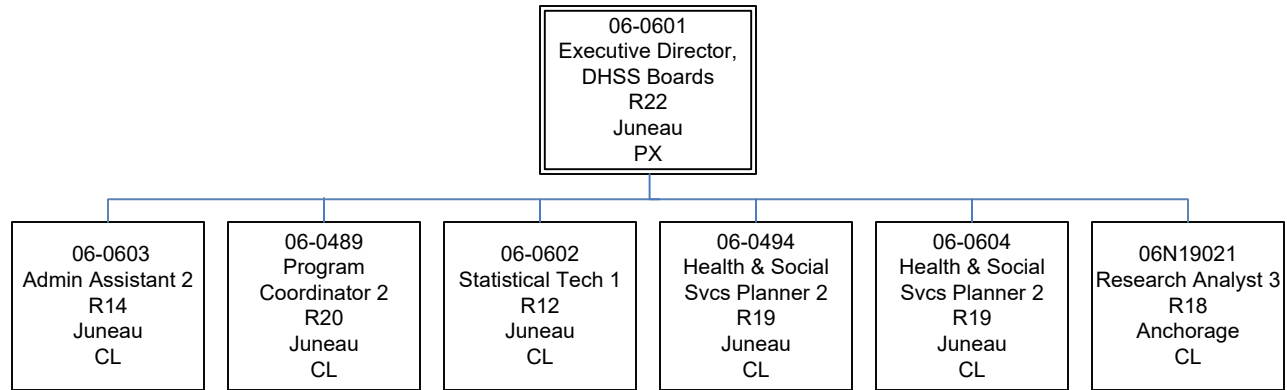 06-0601
Executive Director,
DHSS Boards
R22
Juneau
PX
06-0603
Admin Assistant 2
R14
Juneau
CL
06-0489
Program
Coordinator 2
R20
Juneau
CL
06-0602
Statistical Tech 1
R12
Juneau
CL
06-0494
Health & Social
Svcs Planner 2
R19
Juneau
CL
06-0604
Health & Social
Svcs Planner 2
R19
Juneau
CL
06N19021
Research Analyst 3
R18
Anchorage
CL